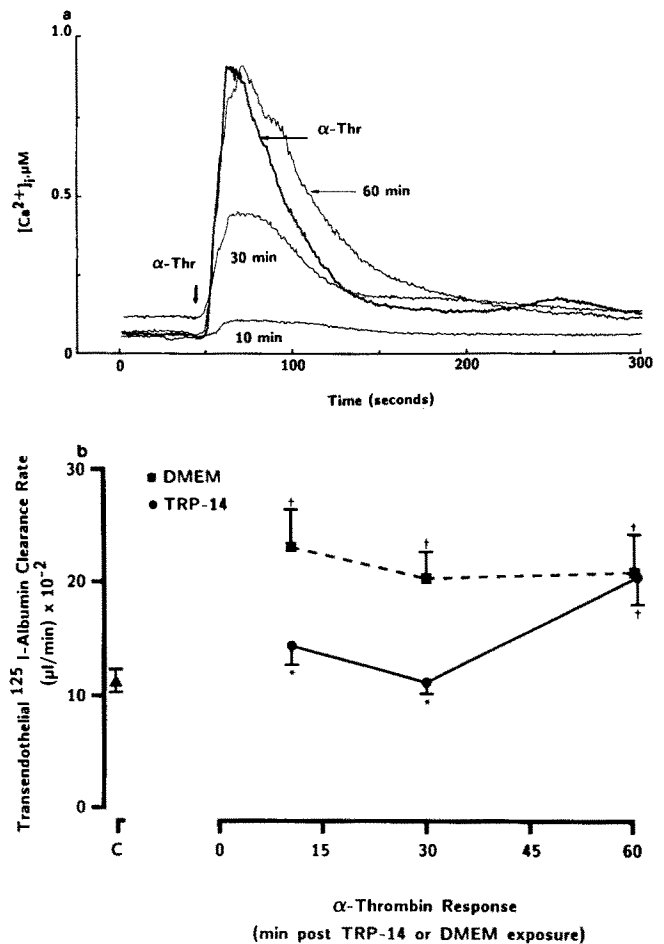 a
1.0
0.5
0
[Ca²⁺]i,μM
α-Thr
α-Thr
60 min
30 min
10 min
0
100
200
300
Time (seconds)
b
30
20
10
0
Transendothelial ¹²⁵ I-Albumin Clearance Rate
(μl/min) x 10⁻²
■ DMEM
● TRP-14
†
†
†
*
*
†
C
0
15
30
45
60
α-Thrombin Response
(min post TRP-14 or DMEM exposure)